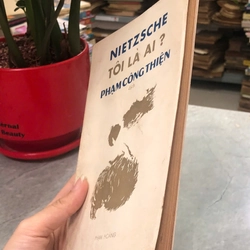 NIETZSCHE
TÔI LÀ AI ?
PHẠM CÔNG THIỆN